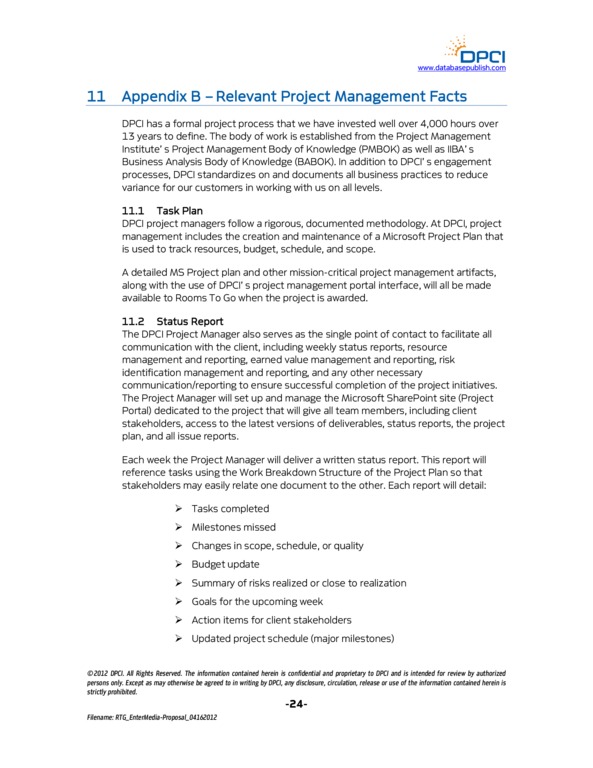 DPCI
www.databasepublish.com
11 Appendix B – Relevant Project Management Facts
DPCI has a formal project process that we have invested well over 4,000 hours over
13 years to define. The body of work is established from the Project Management
Institute’ s Project Management Body of Knowledge (PMBOK) as well as IIBA’ s
Business Analysis Body of Knowledge (BABOK). In addition to DPCI’ s engagement
processes, DPCI standardizes on and documents all business practices to reduce
variance for our customers in working with us on all levels.
11.1 Task Plan
DPCI project managers follow a rigorous, documented methodology. At DPCI, project
management includes the creation and maintenance of a Microsoft Project Plan that
is used to track resources, budget, schedule, and scope.
A detailed MS Project plan and other mission-critical project management artifacts,
along with the use of DPCI’ s project management portal interface, will all be made
available to Rooms To Go when the project is awarded.
11.2 Status Report
The DPCI Project Manager also serves as the single point of contact to facilitate all
communication with the client, including weekly status reports, resource
management and reporting, earned value management and reporting, risk
identification management and reporting, and any other necessary
communication/reporting to ensure successful completion of the project initiatives.
The Project Manager will set up and manage the Microsoft SharePoint site (Project
Portal) dedicated to the project that will give all team members, including client
stakeholders, access to the latest versions of deliverables, status reports, the project
plan, and all issue reports.
Each week the Project Manager will deliver a written status report. This report will
reference tasks using the Work Breakdown Structure of the Project Plan so that
stakeholders may easily relate one document to the other. Each report will detail:
➢ Tasks completed
➢ Milestones missed
➢ Changes in scope, schedule, or quality
➢ Budget update
➢ Summary of risks realized or close to realization
➢ Goals for the upcoming week
➢ Action items for client stakeholders
➢ Updated project schedule (major milestones)
©2012 DPCI. All Rights Reserved. The information contained herein is confidential and proprietary to DPCI and is intended for review by authorized
persons only. Except as may otherwise be agreed to in writing by DPCI, any disclosure, circulation, release or use of the information contained herein is
strictly prohibited.
-24-
Filename: RTG_EnterMedia-Proposal_04162012